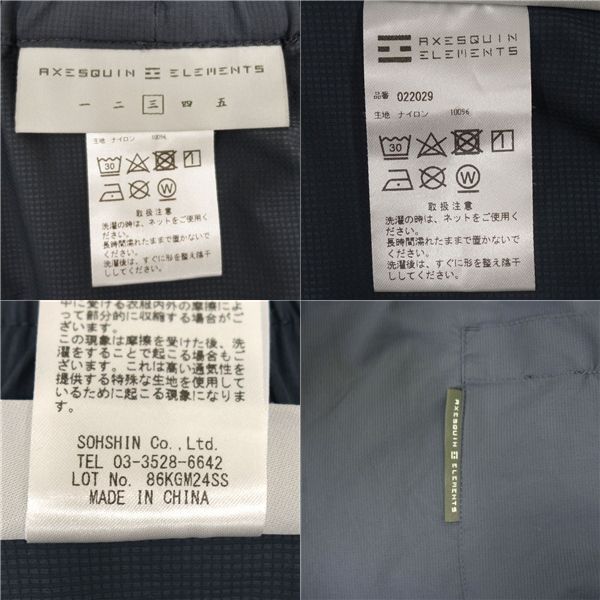 AXESQUIN ELEMENTS
一 二 三 四 五
生地 ナイロン 100%
30
1
W
取扱注意
洗濯の時は、ネットをご使用く
ださい。
長時間濡れたままで置かないで
ください。
洗濯後は、すぐに形を整え陰干
ししてください。
AXESQUIN
ELEMENTS
品番 022029
生地 ナイロン 100%
30
1
W
取扱注意
洗濯の時は、ネットをご使用く
ださい。
長時間濡れたままで置かないで
ください。
洗濯後は、すぐに形を整え陰干
ししてください。
中に受ける衣服内外の摩擦によ
って部分的に収縮する場合がご
ざいます。
この現象は摩擦を受けた後、洗
濯をすることで起こる場合もご
ざいます。これは高い通気性を
提供する特殊な生地を使用して
いるために起こる現象になりま
す。
SOHSHIN Co.,Ltd.
TEL 03-3528-6642
LOT No. 86KGM24SS
MADE IN CHINA
AXESQUIN ELEMENTS